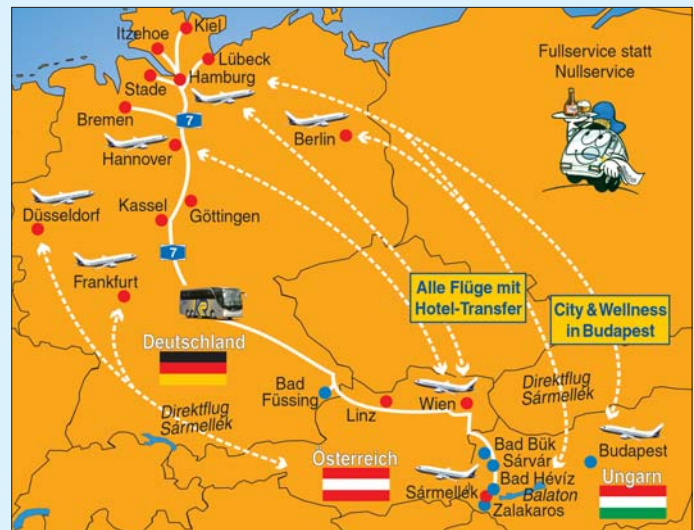 Kiel
Itzehoe
Lübeck
Hamburg
Stade
Bremen
7
Hannover
Berlin
Fullservice statt
Nullservice
Düsseldorf
Kassel
Göttingen
7
Frankfurt
Alle Flüge mit
Hotel-Transfer
City & Wellness
in Budapest
Deutschland
Direktflug
Sármellék
Bad
Füssing
Linz
Wien
Direktflug
Sármellék
Bad Bük
Sárvár
Bad Hévíz
Balaton
Budapest
Österreich
Sármellék
Zalakaros
Ungarn